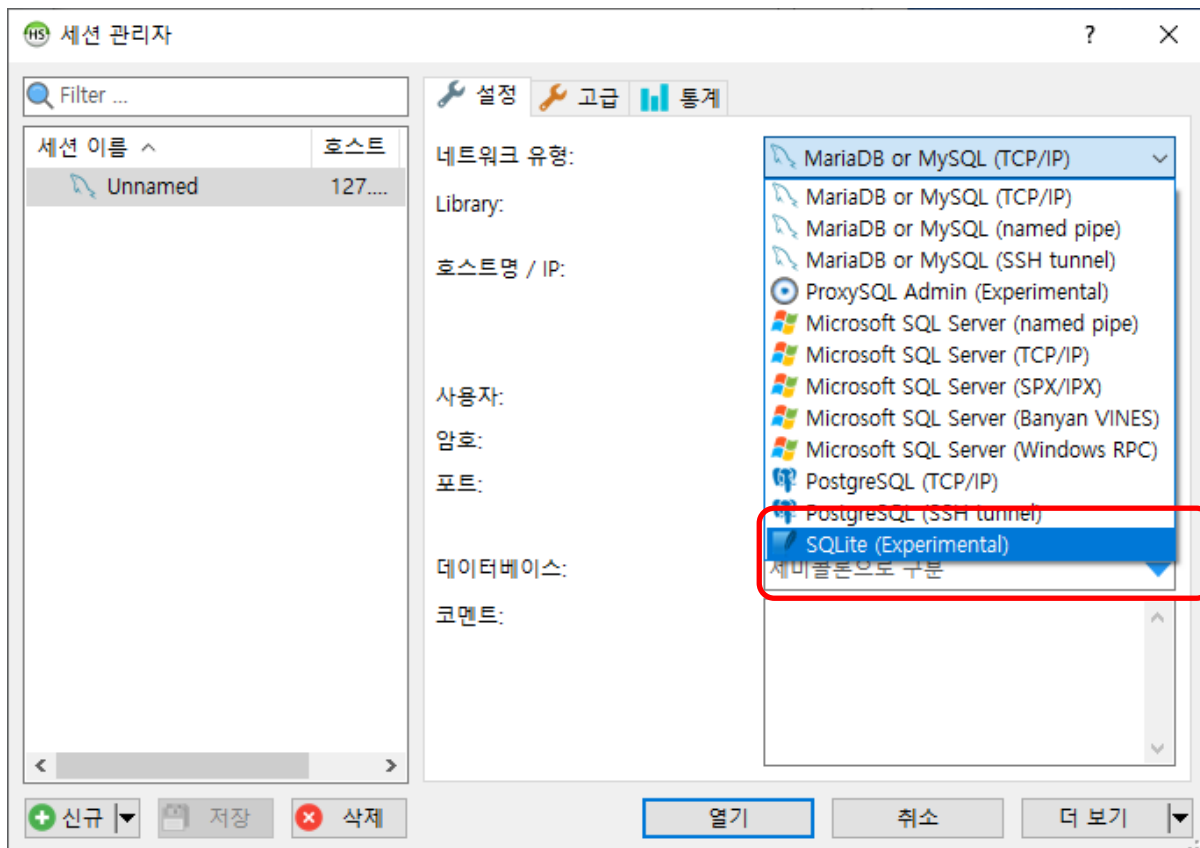 HS 세션 관리자 ?
Filter ...
세션 이름 호스트
Unnamed 127....
신규 저장 삭제
설정 고급 통계
네트워크 유형: MariaDB or MySQL (TCP/IP)
Library:
호스트명 / IP:
사용자:
암호:
포트:
데이터베이스:
코멘트:
MariaDB or MySQL (TCP/IP)
MariaDB or MySQL (named pipe)
MariaDB or MySQL (SSH tunnel)
ProxySQL Admin (Experimental)
Microsoft SQL Server (named pipe)
Microsoft SQL Server (TCP/IP)
Microsoft SQL Server (SPX/IPX)
Microsoft SQL Server (Banyan VINES)
Microsoft SQL Server (Windows RPC)
PostgreSQL (TCP/IP)
PostgreSQL (SSH tunnel)
SQLite (Experimental)
세미콜론으로 구분
열기 취소 더 보기